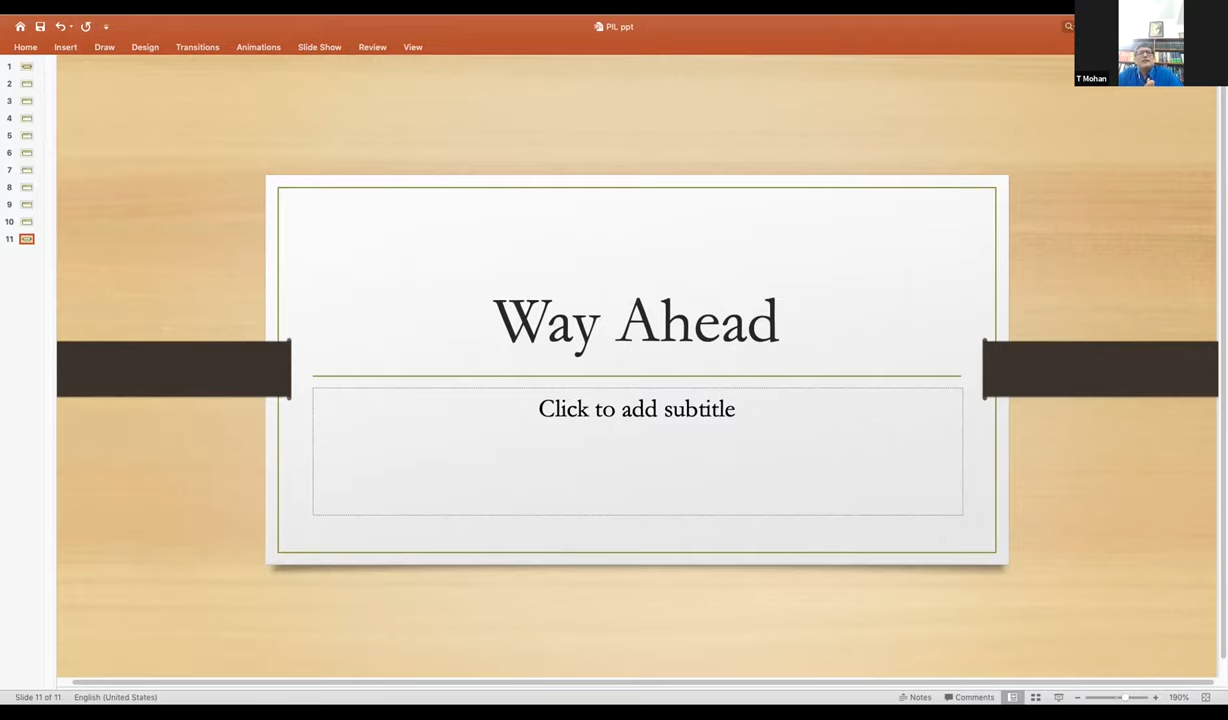 PIL ppt
Home Insert Draw Design Transitions Animations Slide Show Review View
T Mohan
1
2
3
4
5
6
7
8
9
10
11
Way Ahead
Click to add subtitle
Slide 11 of 11 English (United States) Notes Comments 190%